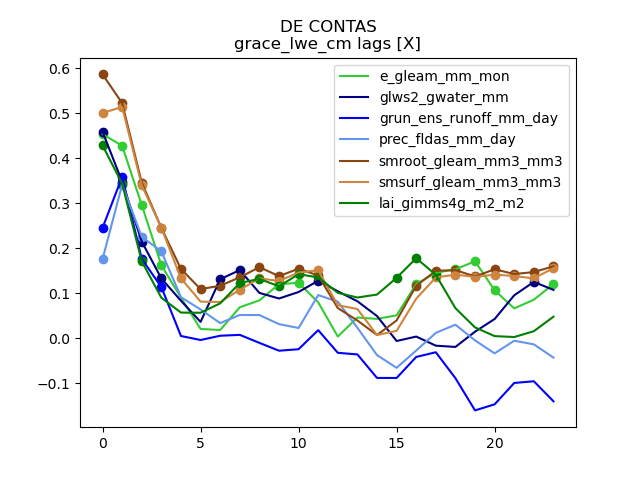 DE CONTAS
grace_lwe_cm lags [X]
0.6
0.5
0.4
0.3
0.2
0.1
0.0
−0.1
0
5
10
15
20
e_gleam_mm_mon
glws2_gwater_mm
grun_ens_runoff_mm_day
prec_fldas_mm_day
smroot_gleam_mm3_mm3
smsurf_gleam_mm3_mm3
lai_gimms4g_m2_m2